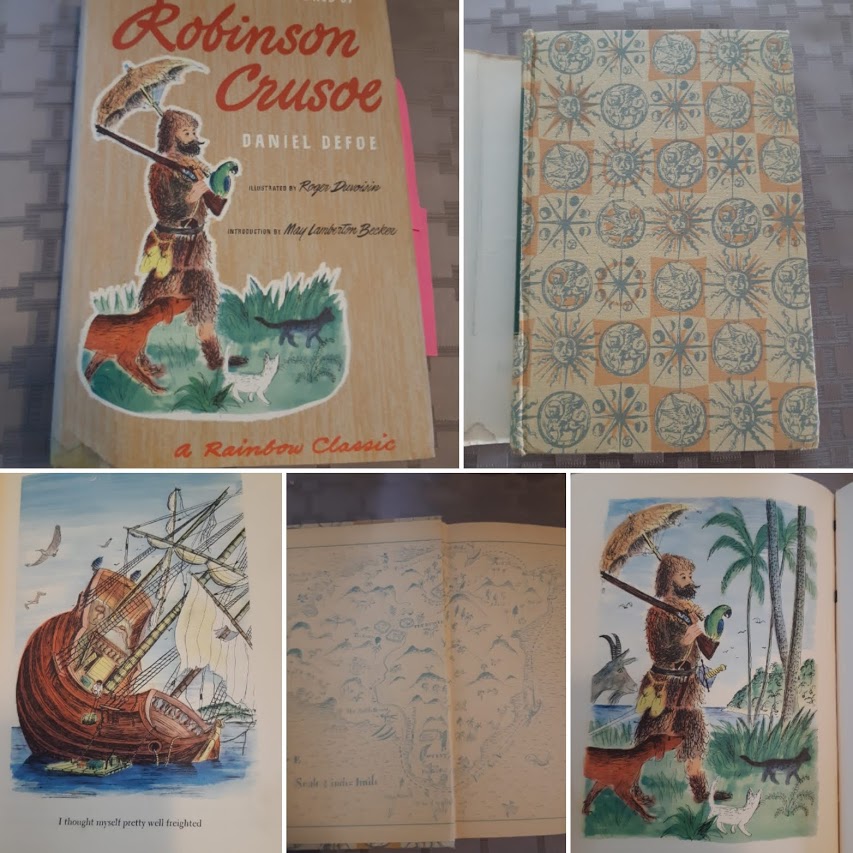 Robinson
Crusoe
DANIEL DEFOE
ILLUSTRATED BY Roger Duvoisin
INTRODUCTION BY May Lamberton Becker
a Rainbow Classic
I thought myself pretty well freighted